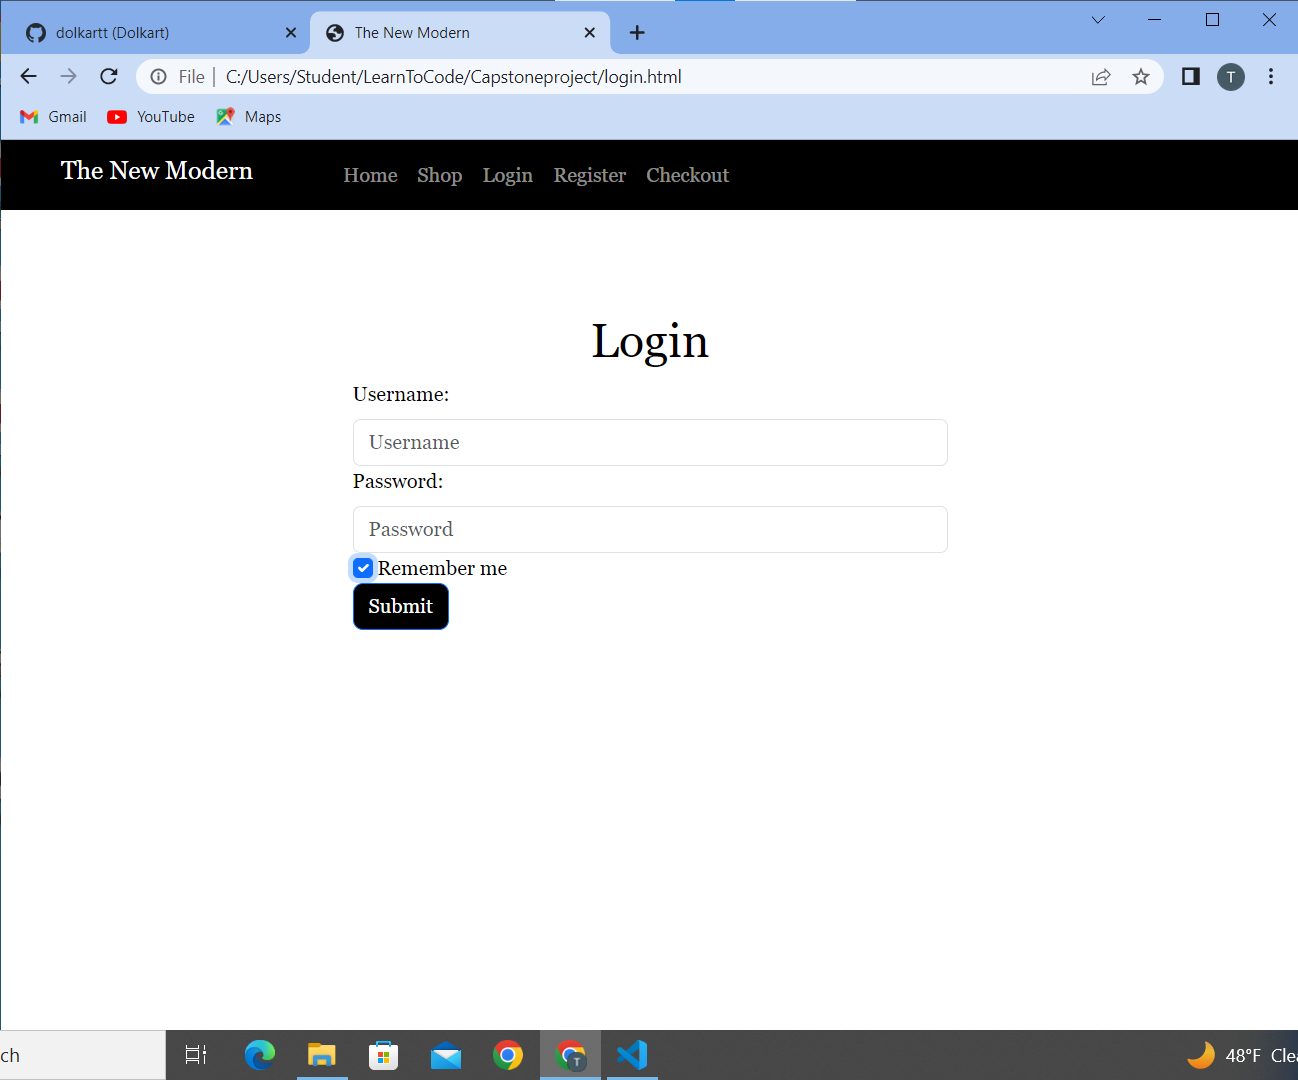 dolkartt (Dolkart)
The New Modern
File | C:/Users/Student/LearnToCode/Capstoneproject/login.html
T
Gmail YouTube Maps
The New Modern Home Shop Login Register Checkout
Login
Username:
Username
Password:
Password
Remember me
Submit
ch
T
48°F Clea